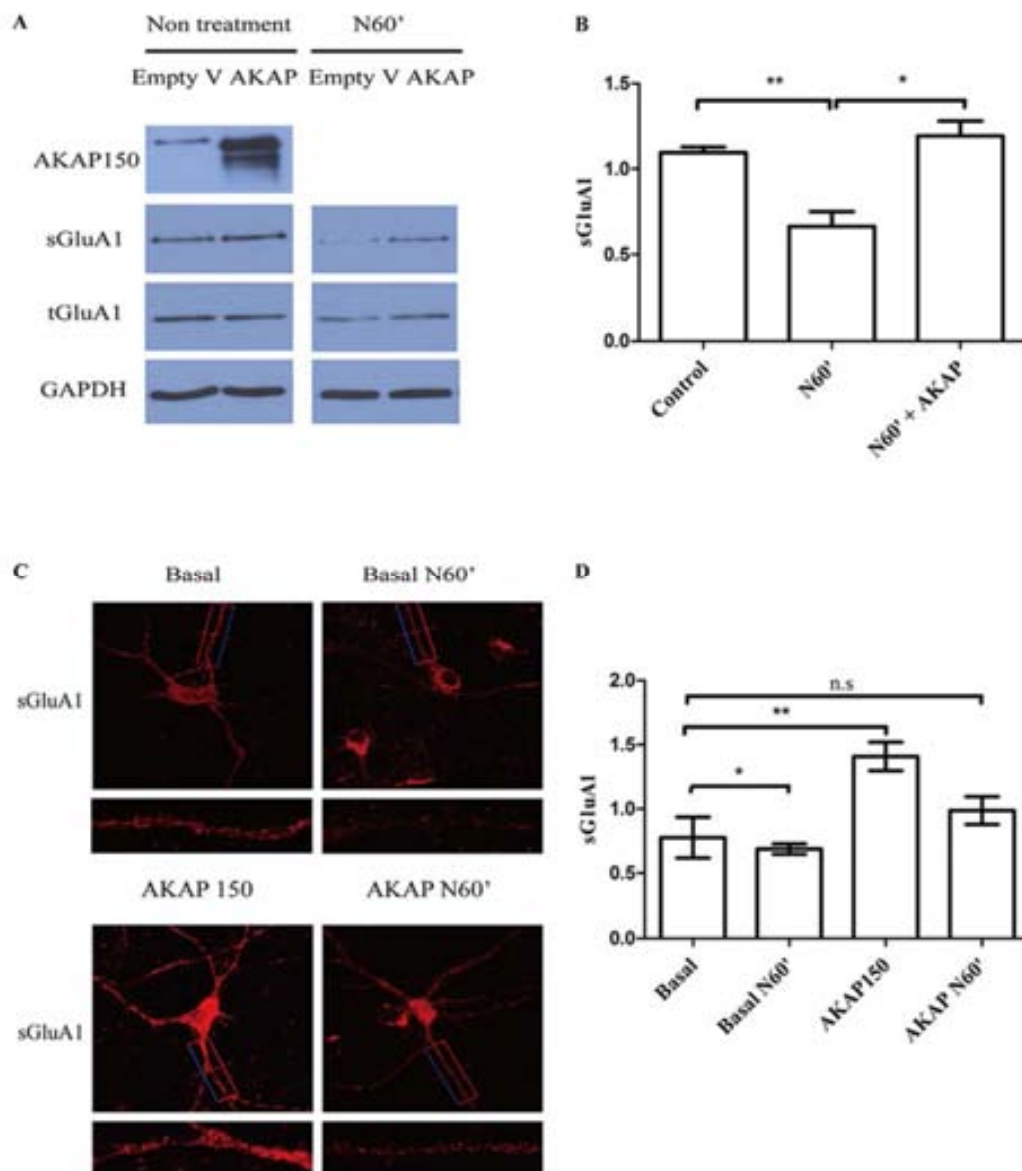 A
Non treatment N60'
Empty V AKAP Empty V AKAP
AKAP150
sGluA1
tGluA1
GAPDH
B
** *
1.5
1.0
0.5
0.0
sGluA1
Control
N60'
N60' + AKAP
C
Basal Basal N60'
sGluA1
AKAP 150 AKAP N60'
sGluA1
D
n.s
**
*
2.0
1.5
1.0
0.5
0.0
sGluA1
Basal
Basal N60'
AKAP150
AKAP N60'